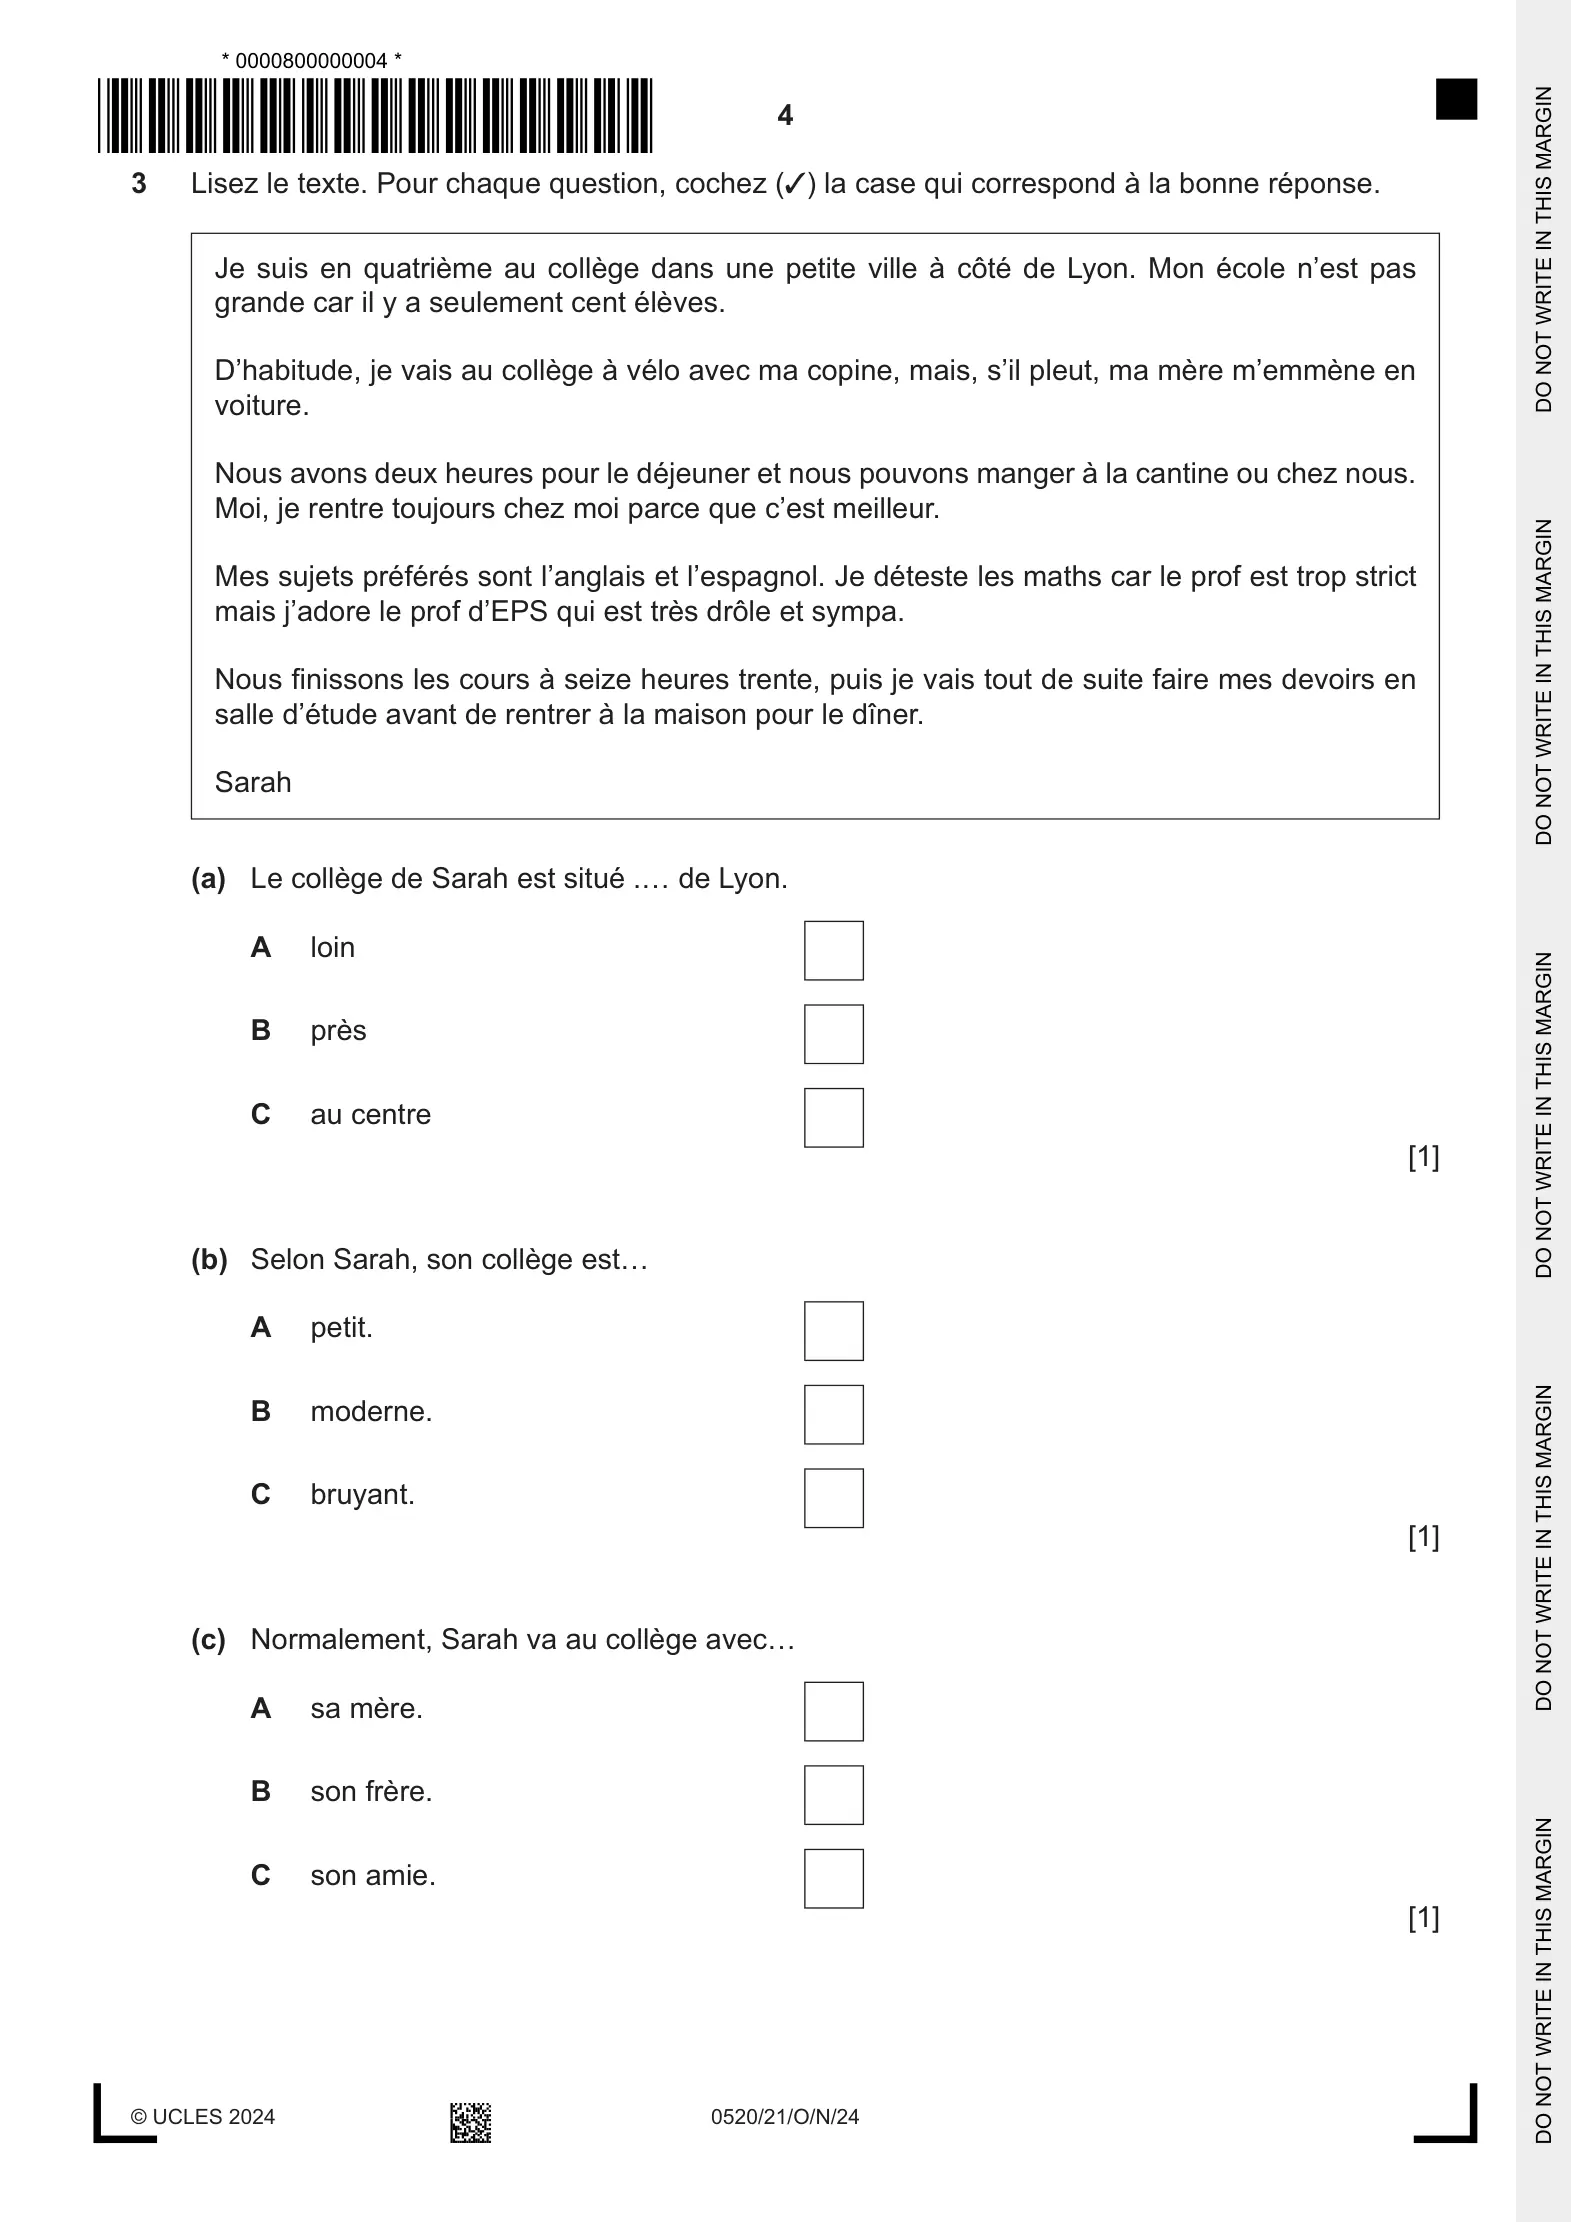 * 0000800000004 *
4
3 Lisez le texte. Pour chaque question, cochez (✓) la case qui correspond à la bonne réponse.
Je suis en quatrième au collège dans une petite ville à côté de Lyon. Mon école n’est pas
grande car il y a seulement cent élèves.
D’habitude, je vais au collège à vélo avec ma copine, mais, s’il pleut, ma mère m’emmène en
voiture.
Nous avons deux heures pour le déjeuner et nous pouvons manger à la cantine ou chez nous.
Moi, je rentre toujours chez moi parce que c’est meilleur.
Mes sujets préférés sont l’anglais et l’espagnol. Je déteste les maths car le prof est trop strict
mais j’adore le prof d’EPS qui est très drôle et sympa.
Nous finissons les cours à seize heures trente, puis je vais tout de suite faire mes devoirs en
salle d’étude avant de rentrer à la maison pour le dîner.
Sarah
(a) Le collège de Sarah est situé .… de Lyon.
A loin
B près
C au centre
[1]
(b) Selon Sarah, son collège est…
A petit.
B moderne.
C bruyant.
[1]
(c) Normalement, Sarah va au collège avec…
A sa mère.
B son frère.
C son amie.
[1]
© UCLES 2024
0520/21/O/N/24
DO NOT WRITE IN THIS MARGIN
DO NOT WRITE IN THIS MARGIN
DO NOT WRITE IN THIS MARGIN
DO NOT WRITE IN THIS MARGIN
DO NOT WRITE IN THIS MARGIN